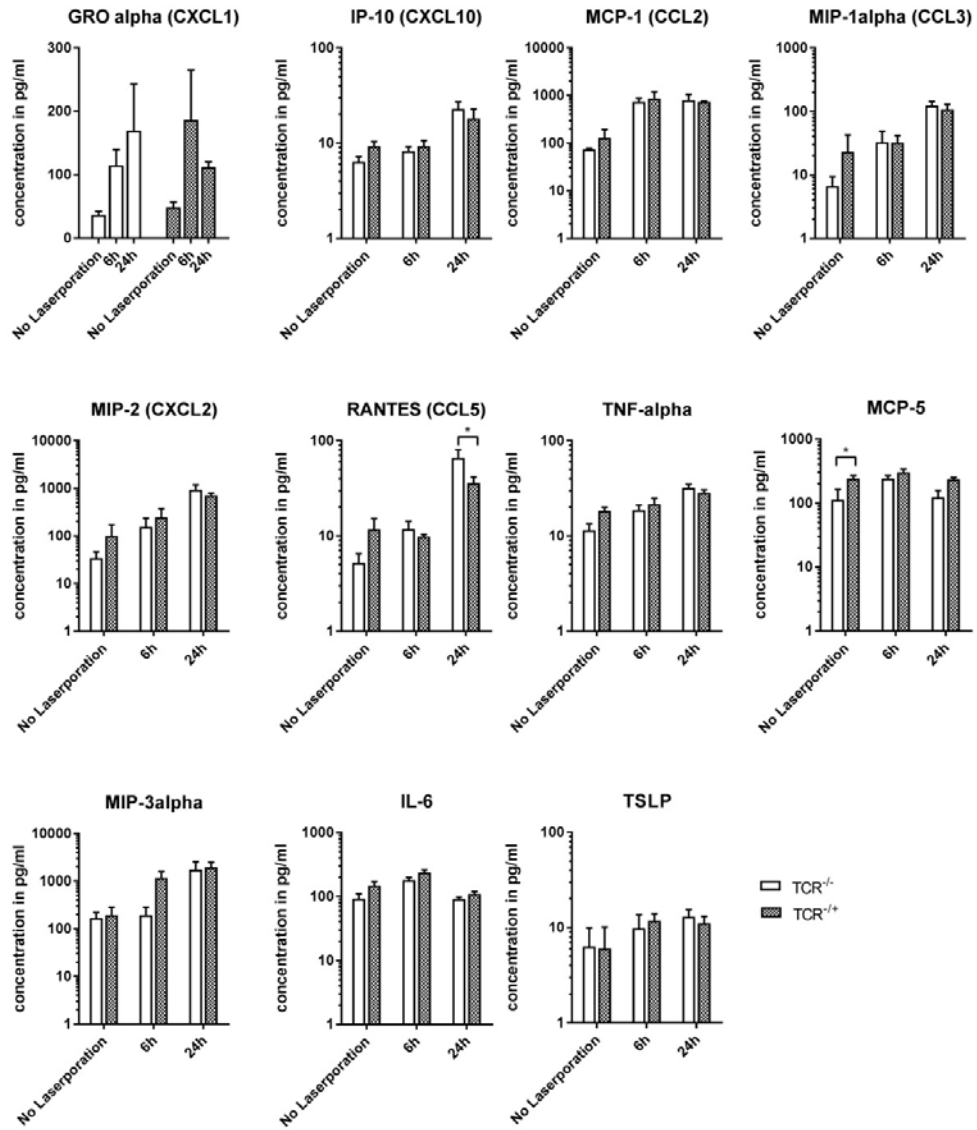 GRO alpha (CXCL1)
concentration in pg/ml
300
200
100
0
No Laserporation
6h
24h
No Laserporation
6h
24h
IP-10 (CXCL10)
concentration in pg/ml
100
10
1
No Laserporation
6h
24h
MCP-1 (CCL2)
concentration in pg/ml
10000
1000
100
10
1
No Laserporation
6h
24h
MIP-1alpha (CCL3)
concentration in pg/ml
1000
100
10
1
No Laserporation
6h
24h
MIP-2 (CXCL2)
concentration in pg/ml
10000
1000
100
10
1
No Laserporation
6h
24h
RANTES (CCL5)
concentration in pg/ml
100
10
1
*
No Laserporation
6h
24h
TNF-alpha
concentration in pg/ml
100
10
1
No Laserporation
6h
24h
MCP-5
concentration in pg/ml
1000
100
10
1
*
No Laserporation
6h
24h
MIP-3alpha
concentration in pg/ml
10000
1000
100
10
1
No Laserporation
6h
24h
IL-6
concentration in pg/ml
1000
100
10
1
No Laserporation
6h
24h
TSLP
concentration in pg/ml
100
10
1
No Laserporation
6h
24h
TCR-/-
TCR-/+